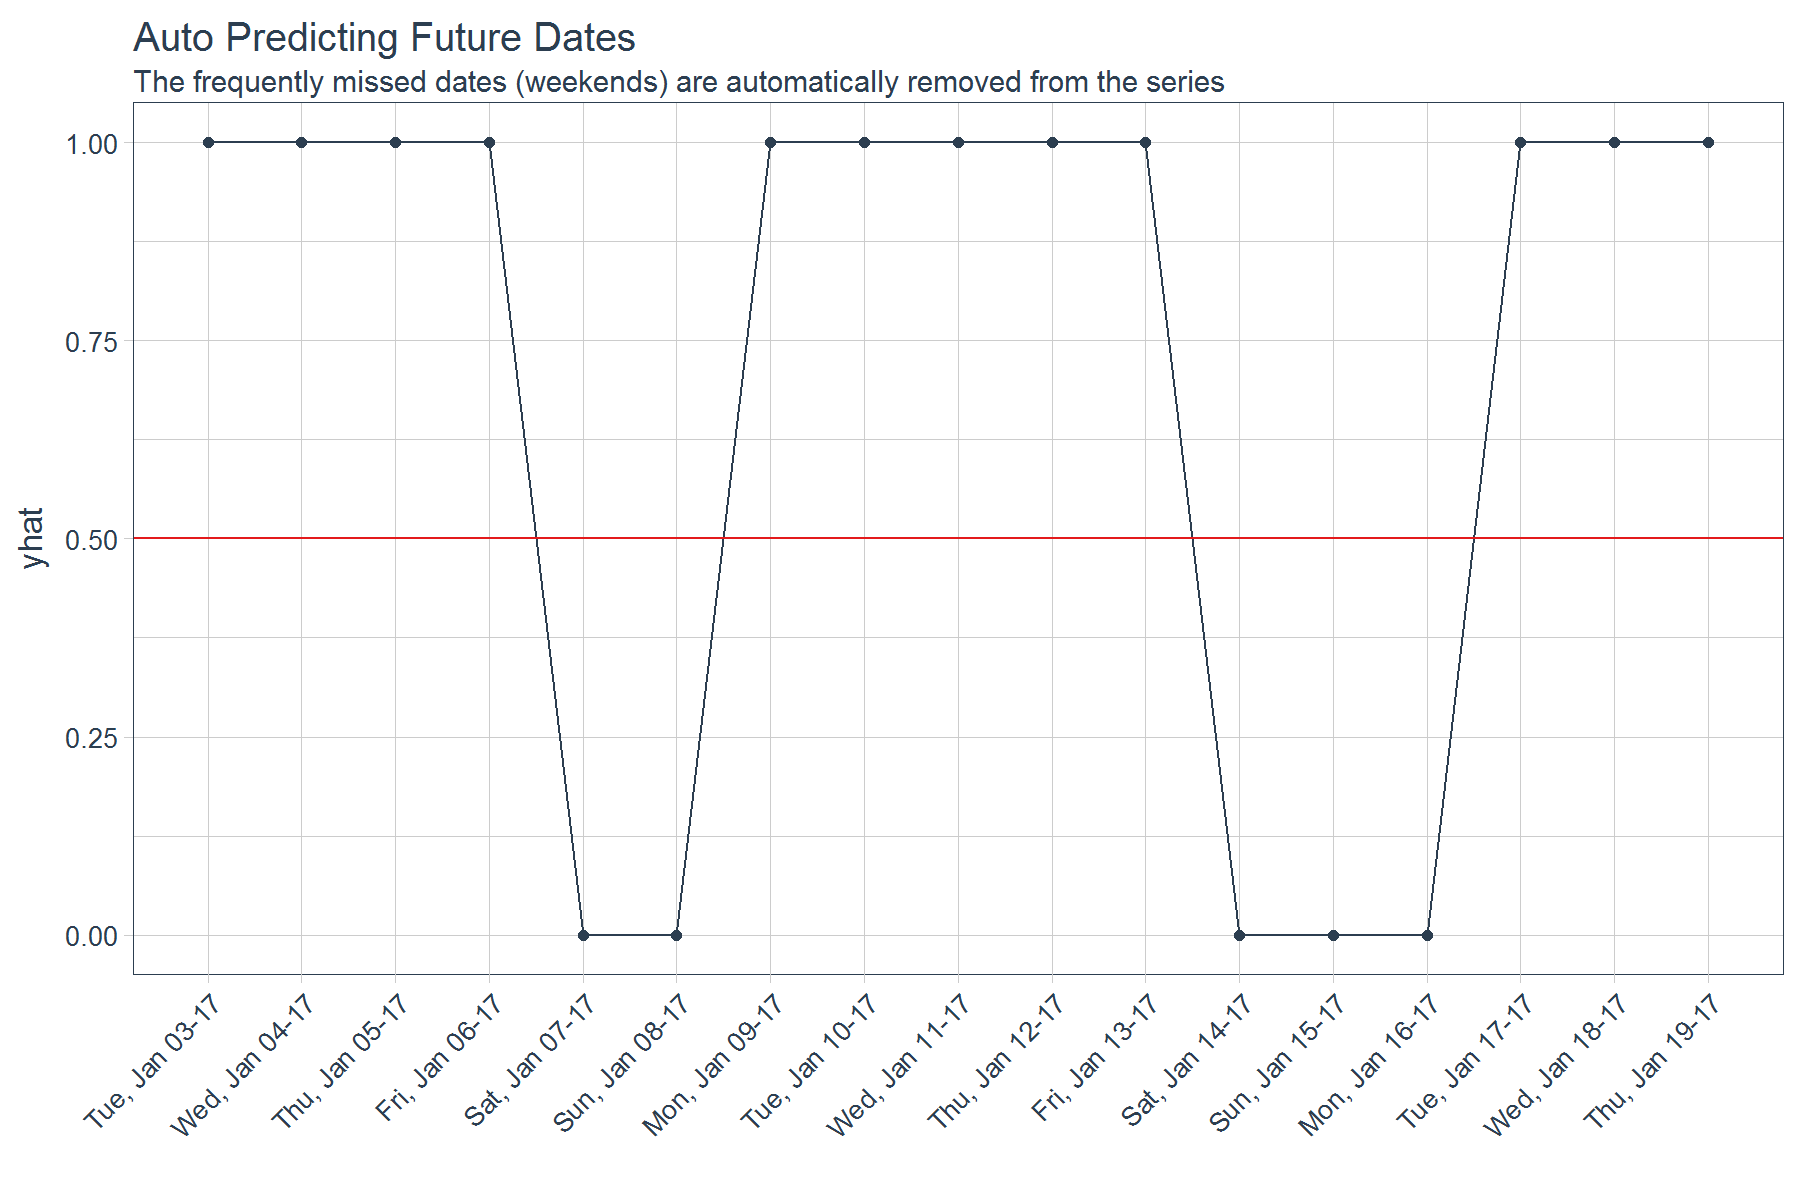 Auto Predicting Future Dates
The frequently missed dates (weekends) are automatically removed from the series
yhat
1.00
0.75
0.50
0.25
0.00
Tue, Jan 03-17
Wed, Jan 04-17
Thu, Jan 05-17
Fri, Jan 06-17
Sat, Jan 07-17
Sun, Jan 08-17
Mon, Jan 09-17
Tue, Jan 10-17
Wed, Jan 11-17
Thu, Jan 12-17
Fri, Jan 13-17
Sat, Jan 14-17
Sun, Jan 15-17
Mon, Jan 16-17
Tue, Jan 17-17
Wed, Jan 18-17
Thu, Jan 19-17